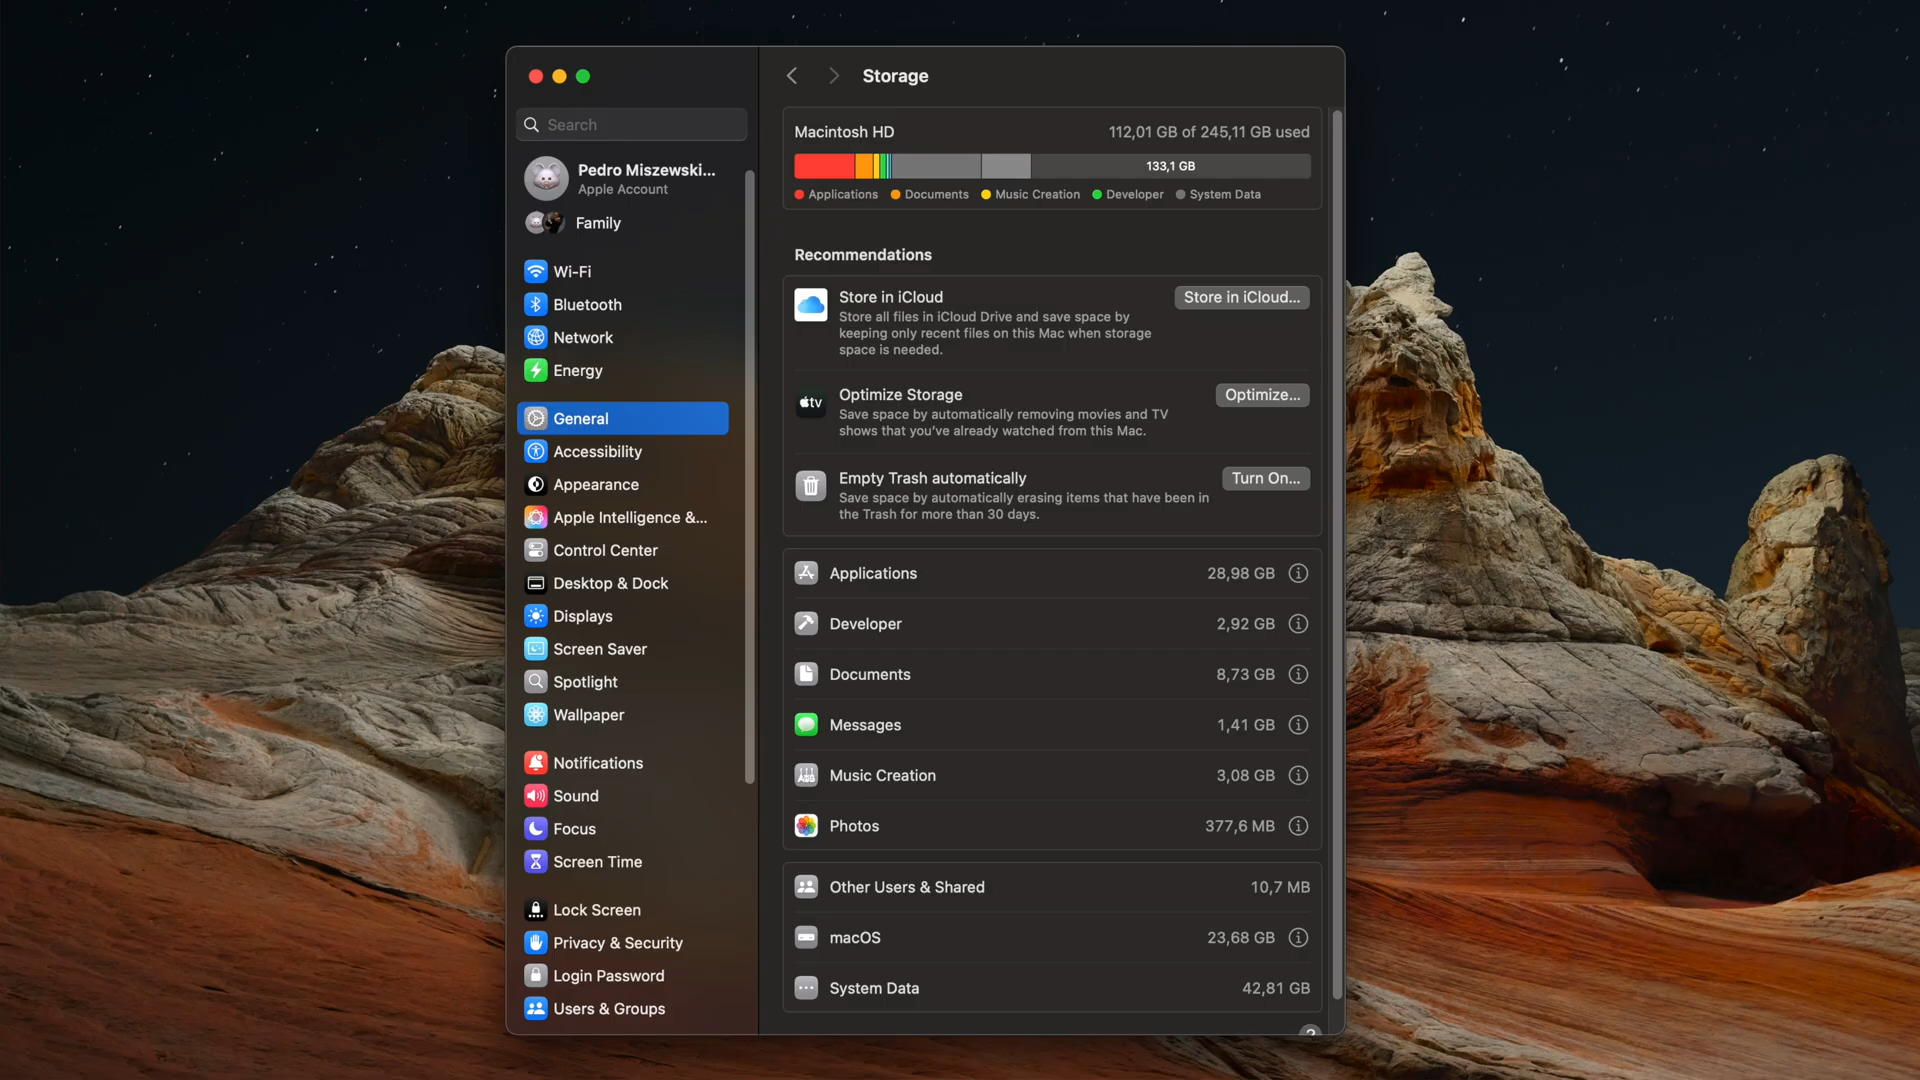 Storage
Search
Pedro Miszewski...
Apple Account
Family
Wi-Fi
Bluetooth
Network
Energy
General
Accessibility
Appearance
Apple Intelligence &...
Control Center
Desktop & Dock
Displays
Screen Saver
Spotlight
Wallpaper
Notifications
Sound
Focus
Screen Time
Lock Screen
Privacy & Security
Login Password
Users & Groups
Macintosh HD 112,01 GB of 245,11 GB used
133,1 GB
Applications Documents Music Creation Developer System Data
Recommendations
Store in iCloud Store in iCloud...
Store all files in iCloud Drive and save space by
keeping only recent files on this Mac when storage
space is needed.
tv
Optimize Storage Optimize...
Save space by automatically removing movies and TV
shows that you've already watched from this Mac.
Empty Trash automatically Turn On...
Save space by automatically erasing items that have been in
the Trash for more than 30 days.
Applications 28,98 GB
Developer 2,92 GB
Documents 8,73 GB
Messages 1,41 GB
Music Creation 3,08 GB
Photos 377,6 MB
Other Users & Shared 10,7 MB
macOS 23,68 GB
System Data 42,81 GB
?